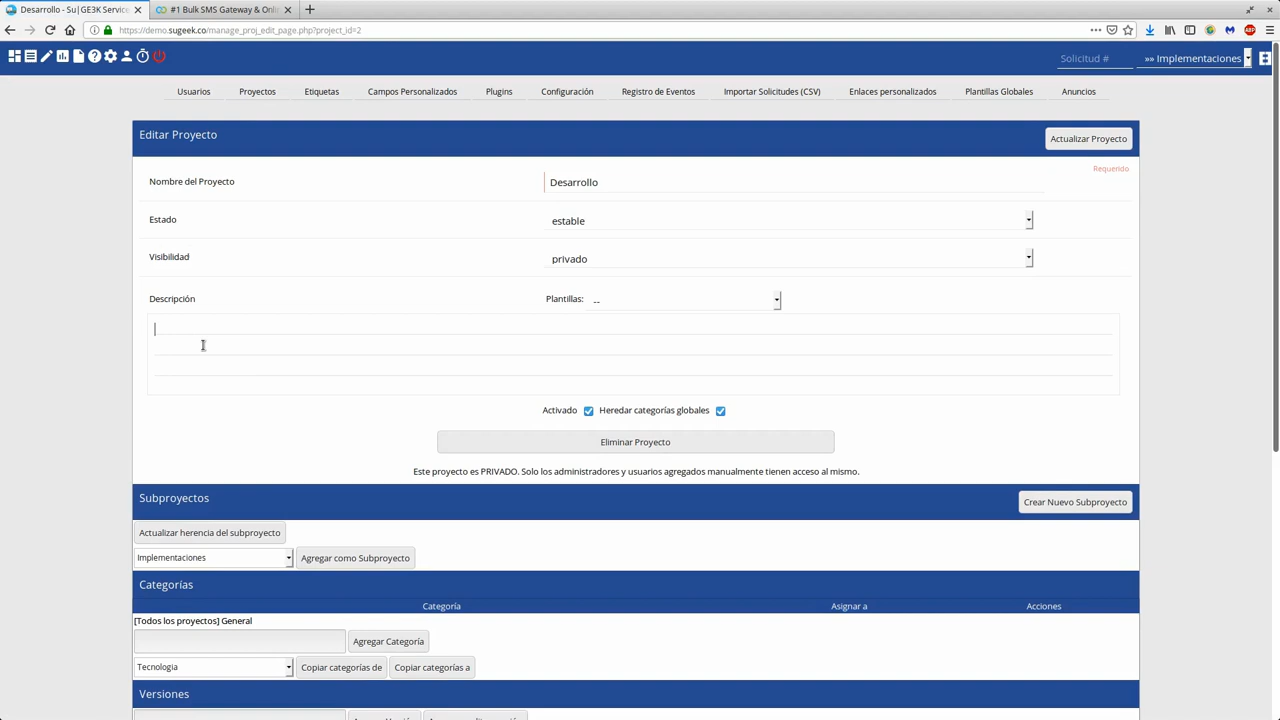 Desarrollo - Su|GE3K Service
#1 Bulk SMS Gateway & Onli
https://demo.sugeek.co/manage_proj_edit_page.php?project_id=2
ABP
Solicitud #
»» Implementaciones
Usuarios Proyectos Etiquetas Campos Personalizados Plugins Configuración Registro de Eventos Importar Solicitudes (CSV) Enlaces personalizados Plantillas Globales Anuncios
Editar Proyecto
Actualizar Proyecto
Requerido
Nombre del Proyecto Desarrollo
Estado estable
Visibilidad privado
Descripción Plantillas: --
Activado Heredar categorías globales
Eliminar Proyecto
Este proyecto es PRIVADO. Solo los administradores y usuarios agregados manualmente tienen acceso al mismo.
Subproyectos Crear Nuevo Subproyecto
Actualizar herencia del subproyecto
Implementaciones Agregar como Subproyecto
Categorías
Categoría Asignar a Acciones
[Todos los proyectos] General
Agregar Categoría
Tecnologia Copiar categorías de Copiar categorías a
Versiones